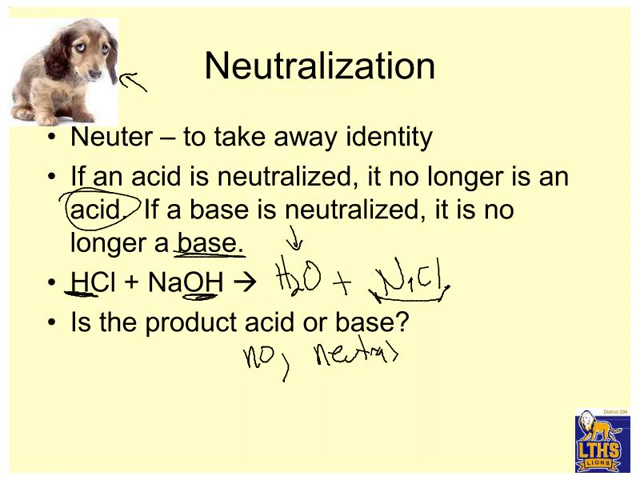 Neutralization
• Neuter – to take away identity
• If an acid is neutralized, it no longer is an
acid. If a base is neutralized, it is no
longer a base.
• HCl + NaOH → H2O + NaCl
• Is the product acid or base?
no, neutral
District 204
LTHS
LIONS